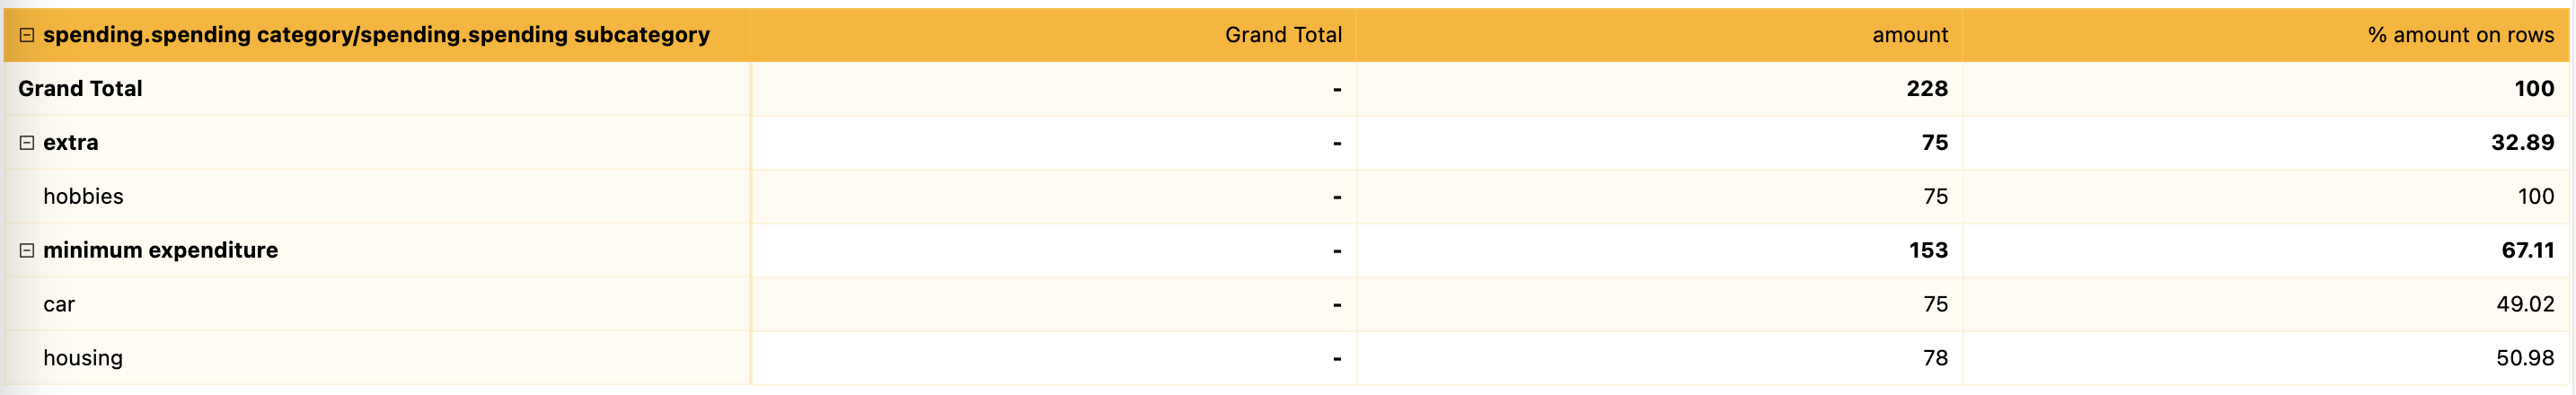 spending.spending category/spending.spending subcategory Grand Total amount % amount on rows
Grand Total - 228 100
extra - 75 32.89
hobbies - 75 100
minimum expenditure - 153 67.11
car - 75 49.02
housing - 78 50.98